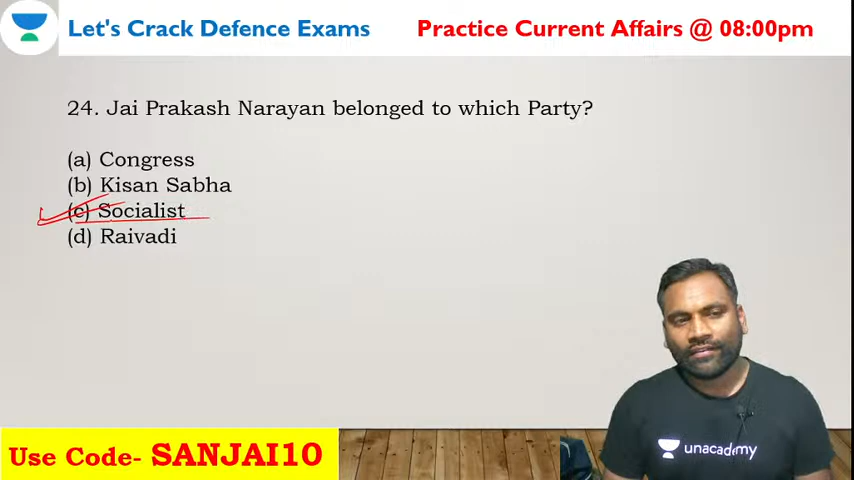 Let's Crack Defence Exams
Practice Current Affairs @ 08:00pm
24. Jai Prakash Narayan belonged to which Party?
(a) Congress
(b) Kisan Sabha
(c) Socialist
(d) Raivadi
unacademy
Use Code- SANJAI10